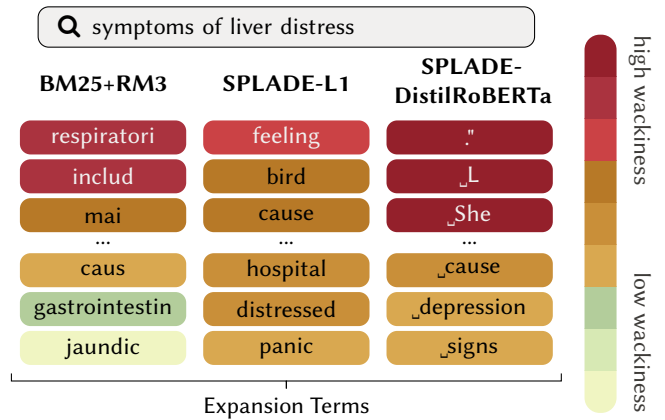 symptoms of liver distress
BM25+RM3 SPLADE-L1 SPLADE-
DistilRoBERTa
respiratori feeling ."
includ bird ␣L
mai cause ␣She
... ... ...
caus hospital ␣cause
gastrointestin distressed ␣depression
jaundic panic ␣signs
Expansion Terms
high wackiness
low wackiness